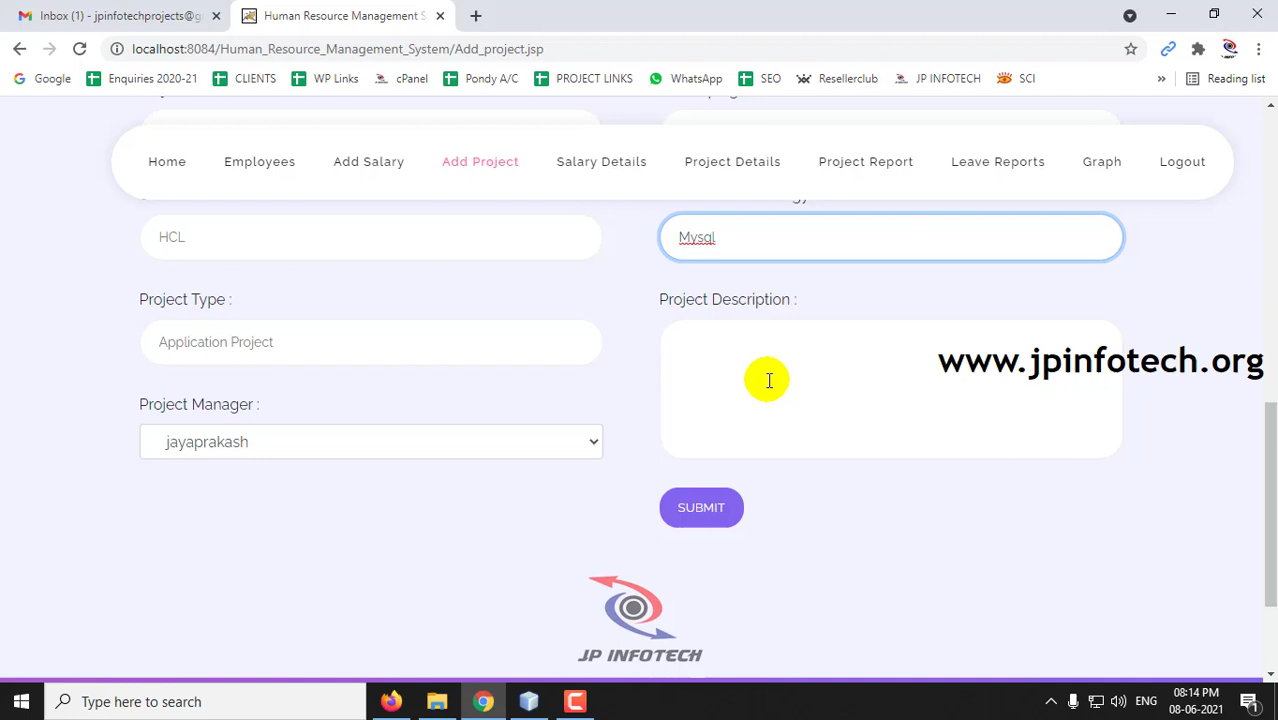 Inbox (1) - jpinfotechprojects@g
Human Resource Management S
localhost:8084/Human_Resource_Management_System/Add_project.jsp
Google Enquiries 2020-21 CLIENTS WP Links cPanel Pondy A/C PROJECT LINKS WhatsApp SEO Resellerclub JP INFOTECH SCI » Reading list
Home Employees Add Salary Add Project Salary Details Project Details Project Report Leave Reports Graph Logout
HCL
Mysql
Project Type :
Project Description :
Application Project
www.jpinfotech.org
Project Manager :
jayaprakash
SUBMIT
JP INFOTECH
Type here to search
ENG
08:14 PM
08-06-2021
1